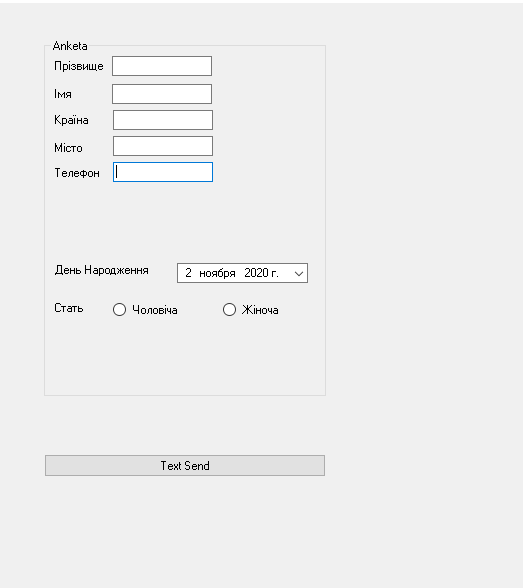 Anketa
Прізвище
Імя
Країна
Місто
Телефон
День Народження 2 ноября 2020 г.
Стать Чоловіча Жіноча
Text Send